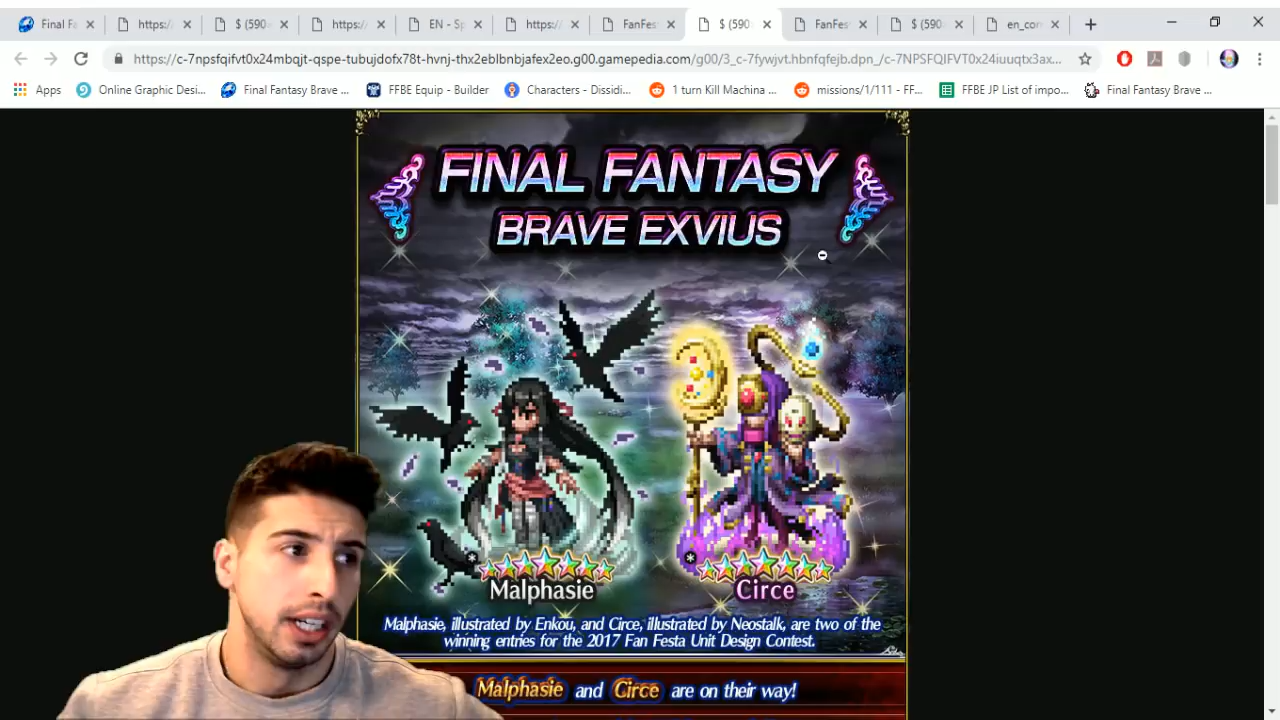 Final Fa
https:/
$ (590×
https:/
EN - Sp
https:/
FanFest
$ (590×
FanFes
$ (590×
en_con
https://c-7npsfqifvt0x24mbqjt-qspe-tubujdofx78t-hvnj-thx2eblbnbjafex2eo.g00.gamepedia.com/g00/3_c-7fywjvt.hbnfqfejb.dpn_/c-7NPSFQIFVT0x24iuuqtx3ax...
Apps
Online Graphic Desi...
Final Fantasy Brave ...
FFBE Equip - Builder
Characters - Dissidi...
1 turn Kill Machina ...
missions/1/111 - FF...
FFBE JP List of impo...
Final Fantasy Brave ...
FINAL FANTASY
BRAVE EXVIUS
Malphasie
Circe
Malphasie, illustrated by Enkou, and Circe, illustrated by Neostalk, are two of the
winning entries for the 2017 Fan Festa Unit Design Contest.
Malphasie and Circe are on their way!